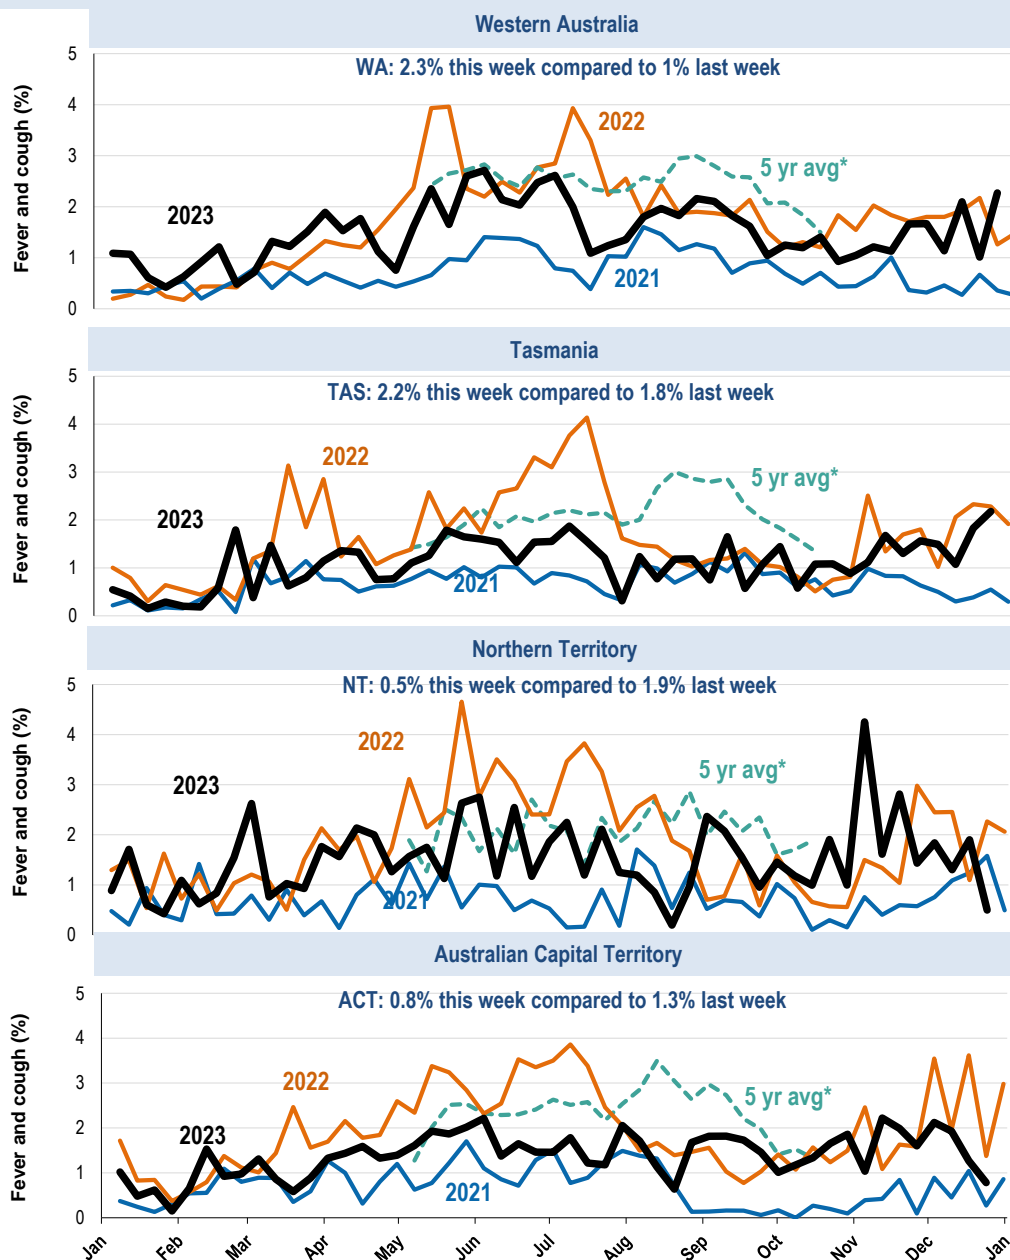 Western Australia
Fever and cough (%)
5
4
3
2
1
0
WA: 2.3% this week compared to 1% last week
2022
5 yr avg*
2023
2021
Tasmania
Fever and cough (%)
5
4
3
2
1
0
TAS: 2.2% this week compared to 1.8% last week
2022
5 yr avg*
2023
2021
Northern Territory
Fever and cough (%)
5
4
3
2
1
0
NT: 0.5% this week compared to 1.9% last week
2022
5 yr avg*
2023
2021
Australian Capital Territory
Fever and cough (%)
5
4
3
2
1
0
ACT: 0.8% this week compared to 1.3% last week
2022
5 yr avg*
2023
2021
Jan
Feb
Mar
Apr
May
Jun
Jul
Aug
Sep
Oct
Nov
Dec
Jan